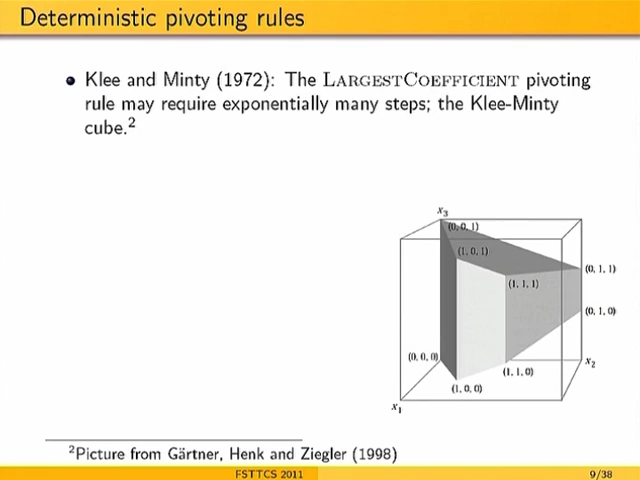 Deterministic pivoting rules
Klee and Minty (1972): The LARGESTCOEFFICIENT pivoting
rule may require exponentially many steps; the Klee-Minty
cube.²
x₃
(0, 0, 1)
(1, 0, 1)
(0, 1, 1)
(1, 1, 1)
(0, 1, 0)
(0, 0, 0)
x₂
(1, 1, 0)
(1, 0, 0)
x₁
²Picture from Gärtner, Henk and Ziegler (1998)
FSTTCS 2011
9/38